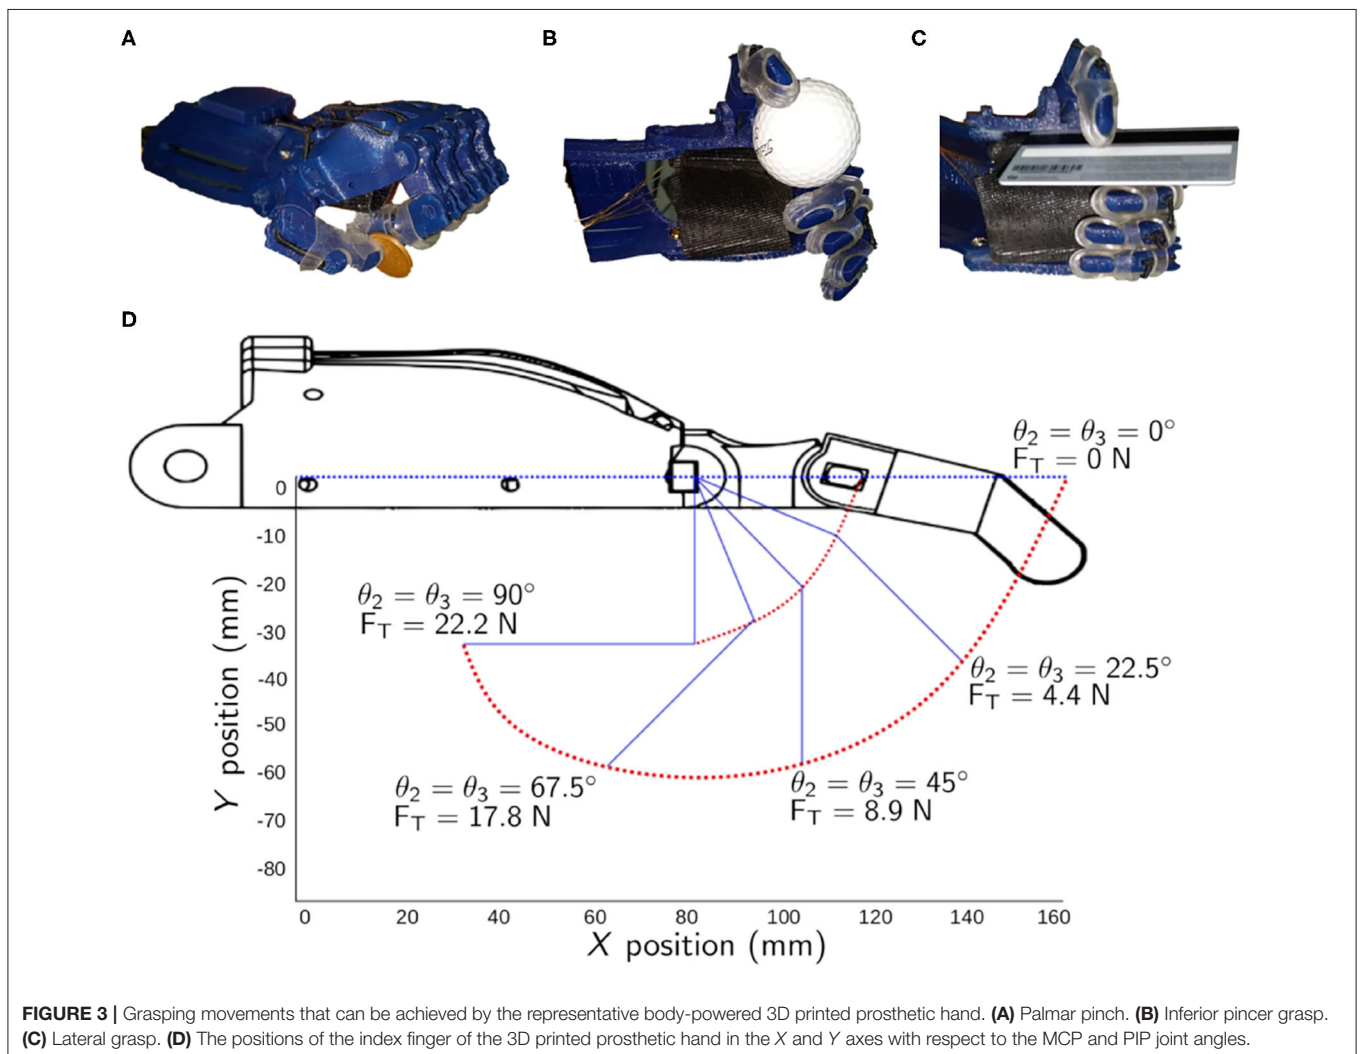 A
B
C
D
θ₂ = θ₃ = 0°
F_T = 0 N
0
-10
-20
-30
-40
-50
-60
-70
-80
Y position (mm)
θ₂ = θ₃ = 90°
F_T = 22.2 N
θ₂ = θ₃ = 22.5°
F_T = 4.4 N
θ₂ = θ₃ = 67.5°
F_T = 17.8 N
θ₂ = θ₃ = 45°
F_T = 8.9 N
0 20 40 60 80 100 120 140 160
X position (mm)
FIGURE 3 | Grasping movements that can be achieved by the representative body-powered 3D printed prosthetic hand. (A) Palmar pinch. (B) Inferior pincer grasp.
(C) Lateral grasp. (D) The positions of the index finger of the 3D printed prosthetic hand in the X and Y axes with respect to the MCP and PIP joint angles.